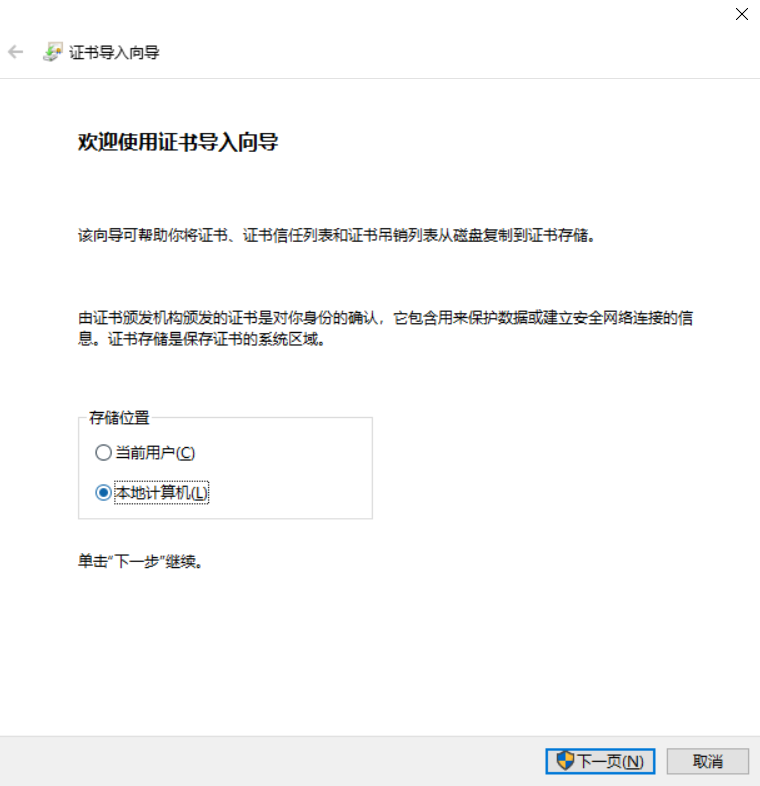 证书导入向导
欢迎使用证书导入向导
该向导可帮助你将证书、证书信任列表和证书吊销列表从磁盘复制到证书存储。
由证书颁发机构颁发的证书是对你身份的确认，它包含用来保护数据或建立安全网络连接的信
息。证书存储是保存证书的系统区域。
存储位置
当前用户(C)
本地计算机(L)
单击“下一步”继续。
下一页(N)
取消